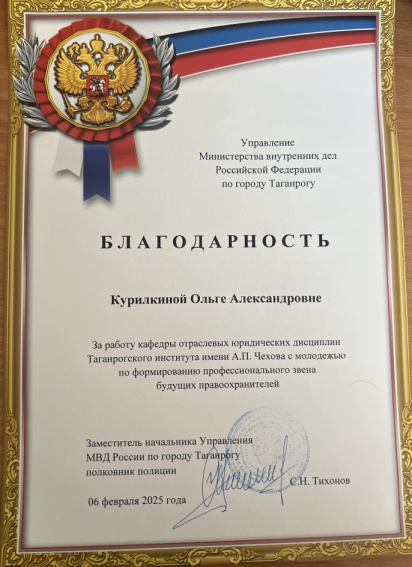 Управление
Министерства внутренних дел
Российской Федерации
по городу Таганрогу
БЛАГОДАРНОСТЬ
Курилкиной Ольге Александровне
За работу кафедры отраслевых юридических дисциплин
Таганрогского института имени А.П. Чехова с молодежью
по формированию профессионального звена
будущих правоохранителей
Заместитель начальника Управления
МВД России по городу Таганрогу
полковник полиции
С.Н. Тихонов
06 февраля 2025 года